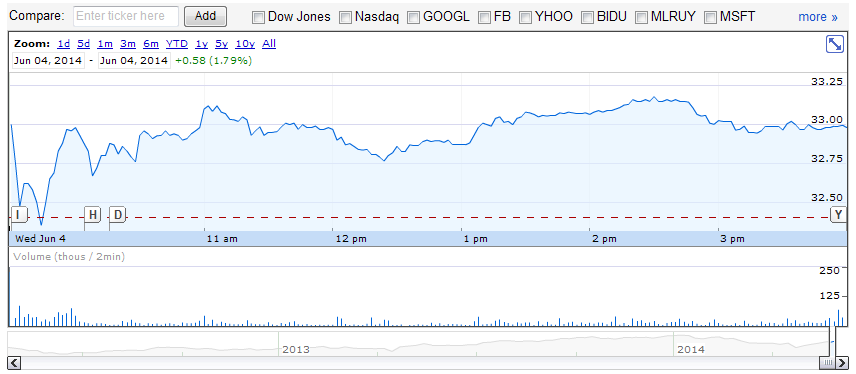 Compare: Enter ticker here Add Dow Jones Nasdaq GOOGL FB YHOO BIDU MLRUY MSFT more »
Zoom: 1d 5d 1m 3m 6m YTD 1y 5y 10y All
Jun 04, 2014 - Jun 04, 2014 +0.58 (1.79%)
33.25
33.00
32.75
32.50
I H D Y
Wed Jun 4 11 am 12 pm 1 pm 2 pm 3 pm
Volume (thous / 2min)
250
125
2013 2014